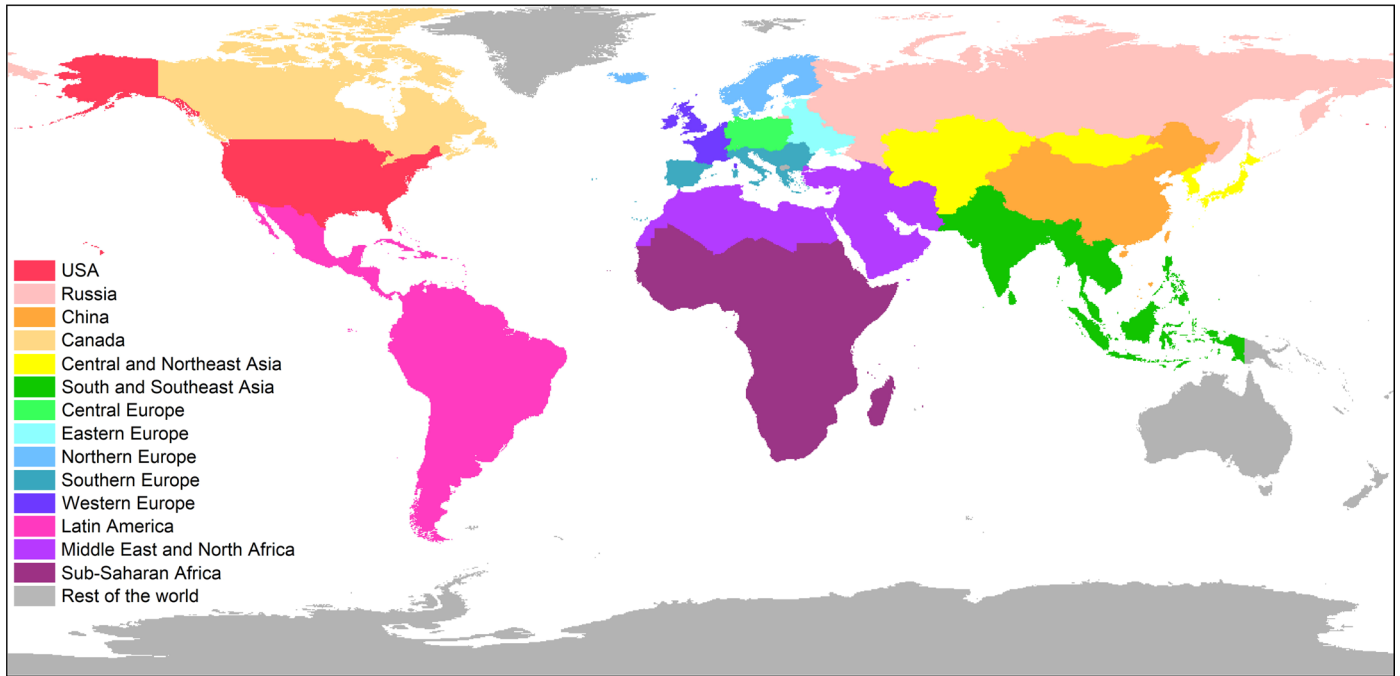 USA
Russia
China
Canada
Central and Northeast Asia
South and Southeast Asia
Central Europe
Eastern Europe
Northern Europe
Southern Europe
Western Europe
Latin America
Middle East and North Africa
Sub-Saharan Africa
Rest of the world